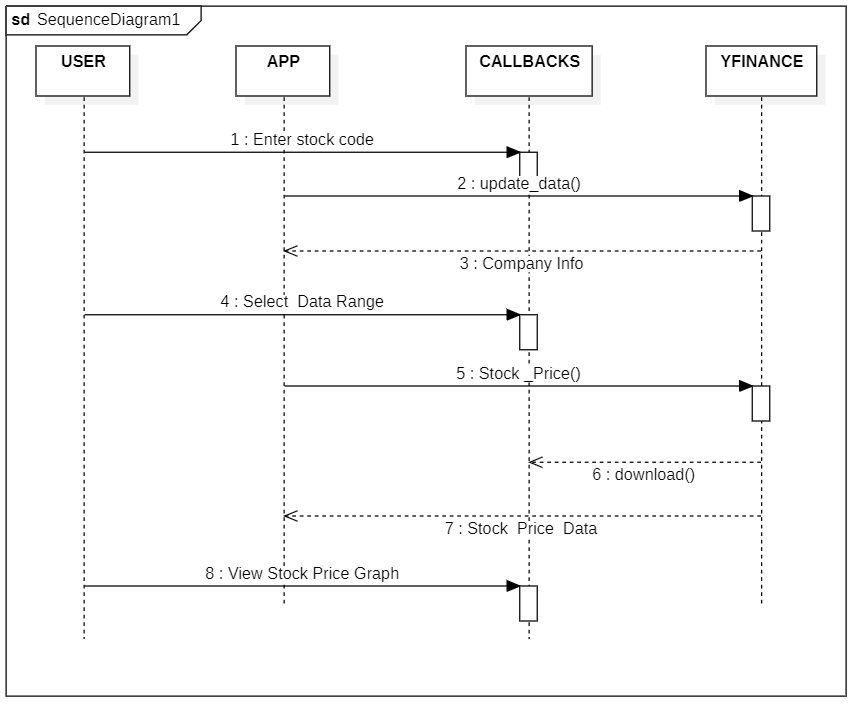 sd SequenceDiagram1
USER APP CALLBACKS YFINANCE
1 : Enter stock code
2 : update_data()
3 : Company Info
4 : Select  Data Range
5 : Stock _Price()
6 : download()
7 : Stock  Price  Data
8 : View Stock Price Graph